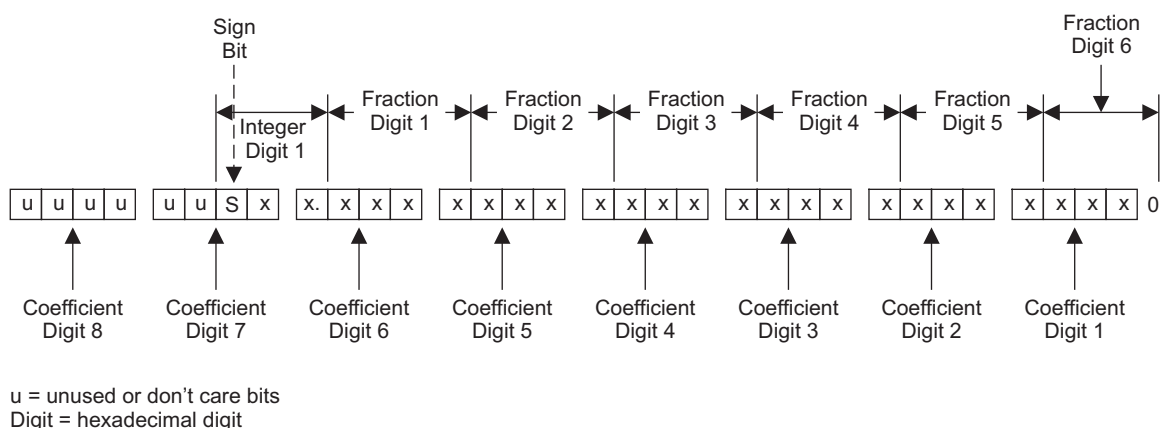 Sign
Bit
Fraction
Digit 6
Integer
Digit 1
Fraction
Digit 1
Fraction
Digit 2
Fraction
Digit 3
Fraction
Digit 4
Fraction
Digit 5
u u u u u u S x x. x x x x x x x x x x x x x x x x x x x x x x x 0
Coefficient
Digit 8
Coefficient
Digit 7
Coefficient
Digit 6
Coefficient
Digit 5
Coefficient
Digit 4
Coefficient
Digit 3
Coefficient
Digit 2
Coefficient
Digit 1
u = unused or don't care bits
Digit = hexadecimal digit